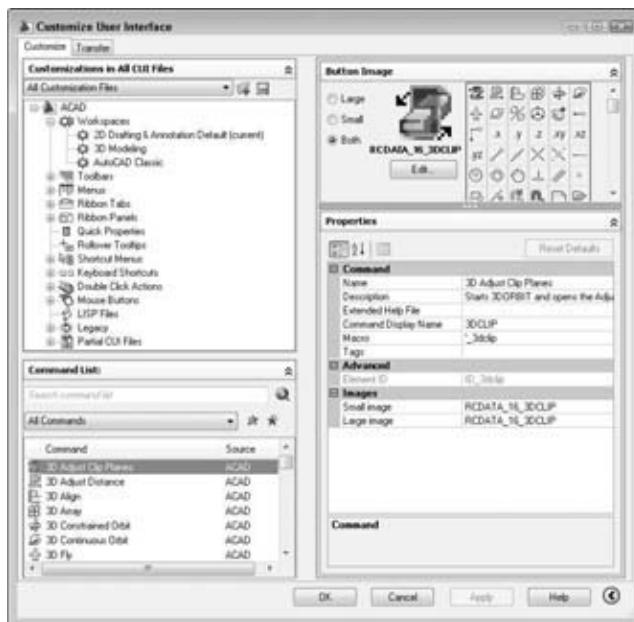 Customize User Interface
Customize Transfer
Customizations in All CUI Files
All Customization Files
ACAD
Workspaces
2D Drafting & Annotation Default (current)
3D Modeling
AutoCAD Classic
Toolbars
Menus
Ribbon Tabs
Ribbon Panels
Quick Properties
Rollover Tooltips
Shortcut Menus
Keyboard Shortcuts
Double Click Actions
Mouse Buttons
LISP Files
Legacy
Partial CUI Files
Command List:
Search command list
All Commands
Command Source
3D Adjust Clip Planes ACAD
3D Adjust Distance ACAD
3D Align ACAD
3D Array ACAD
3D Constrained Orbit ACAD
3D Continuous Orbit ACAD
3D Fly ACAD
Button Image
Large
Small
Both
RCDATA_16_3DCLIP
Edit...
Properties
Reset Defaults
Command
Name 3D Adjust Clip Planes
Description Starts 3DORBIT and opens the Adju
Extended Help File
Command Display Name 3DCLIP
Macro '_3dclip
Tags
Advanced
Element ID ID_3dclip
Images
Small image RCDATA_16_3DCLIP
Large image RCDATA_16_3DCLIP
Command
OK Cancel Apply Help